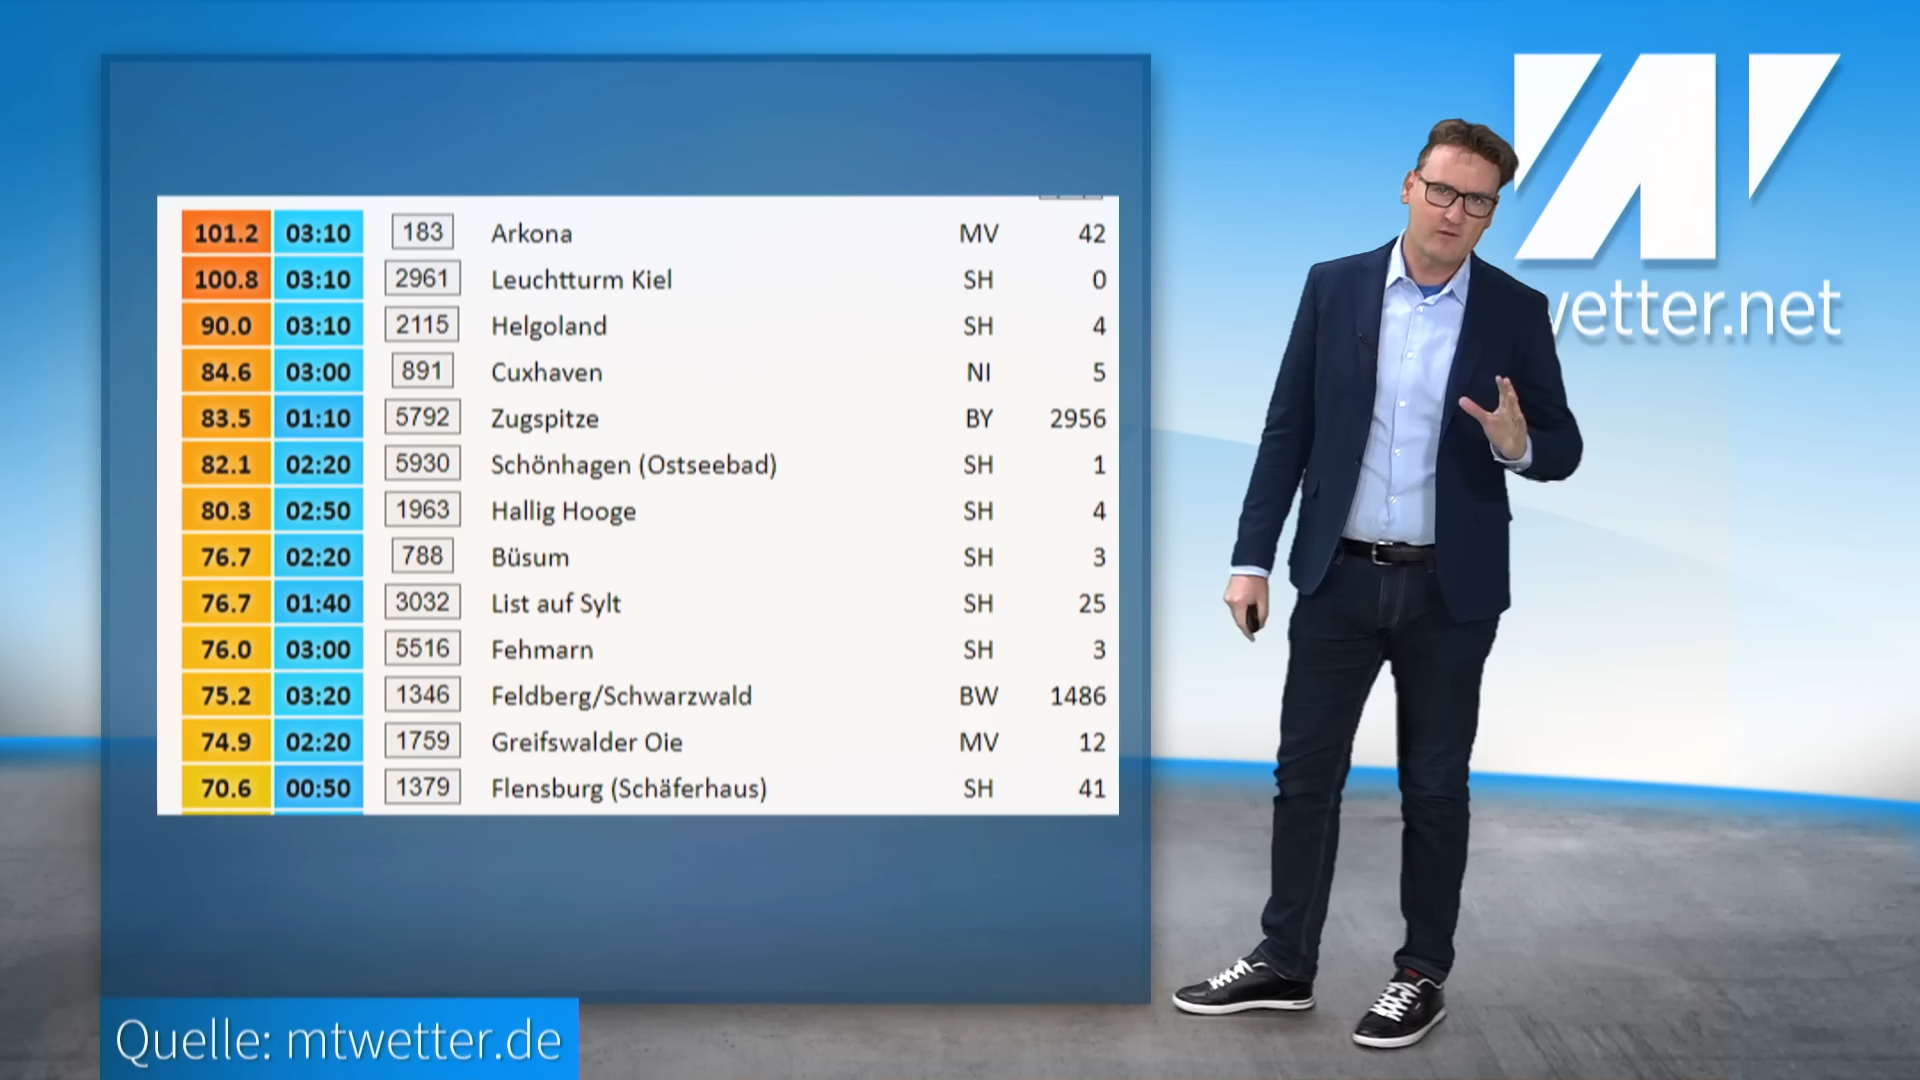 101.2 03:10 183 Arkona MV 42
100.8 03:10 2961 Leuchtturm Kiel SH 0
90.0 03:10 2115 Helgoland SH 4
84.6 03:00 891 Cuxhaven NI 5
83.5 01:10 5792 Zugspitze BY 2956
82.1 02:20 5930 Schönhagen (Ostseebad) SH 1
80.3 02:50 1963 Hallig Hooge SH 4
76.7 02:20 788 Büsum SH 3
76.7 01:40 3032 List auf Sylt SH 25
76.0 03:00 5516 Fehmarn SH 3
75.2 03:20 1346 Feldberg/Schwarzwald BW 1486
74.9 02:20 1759 Greifswalder Oie MV 12
70.6 00:50 1379 Flensburg (Schäferhaus) SH 41
wetter.net
Quelle: mtwetter.de